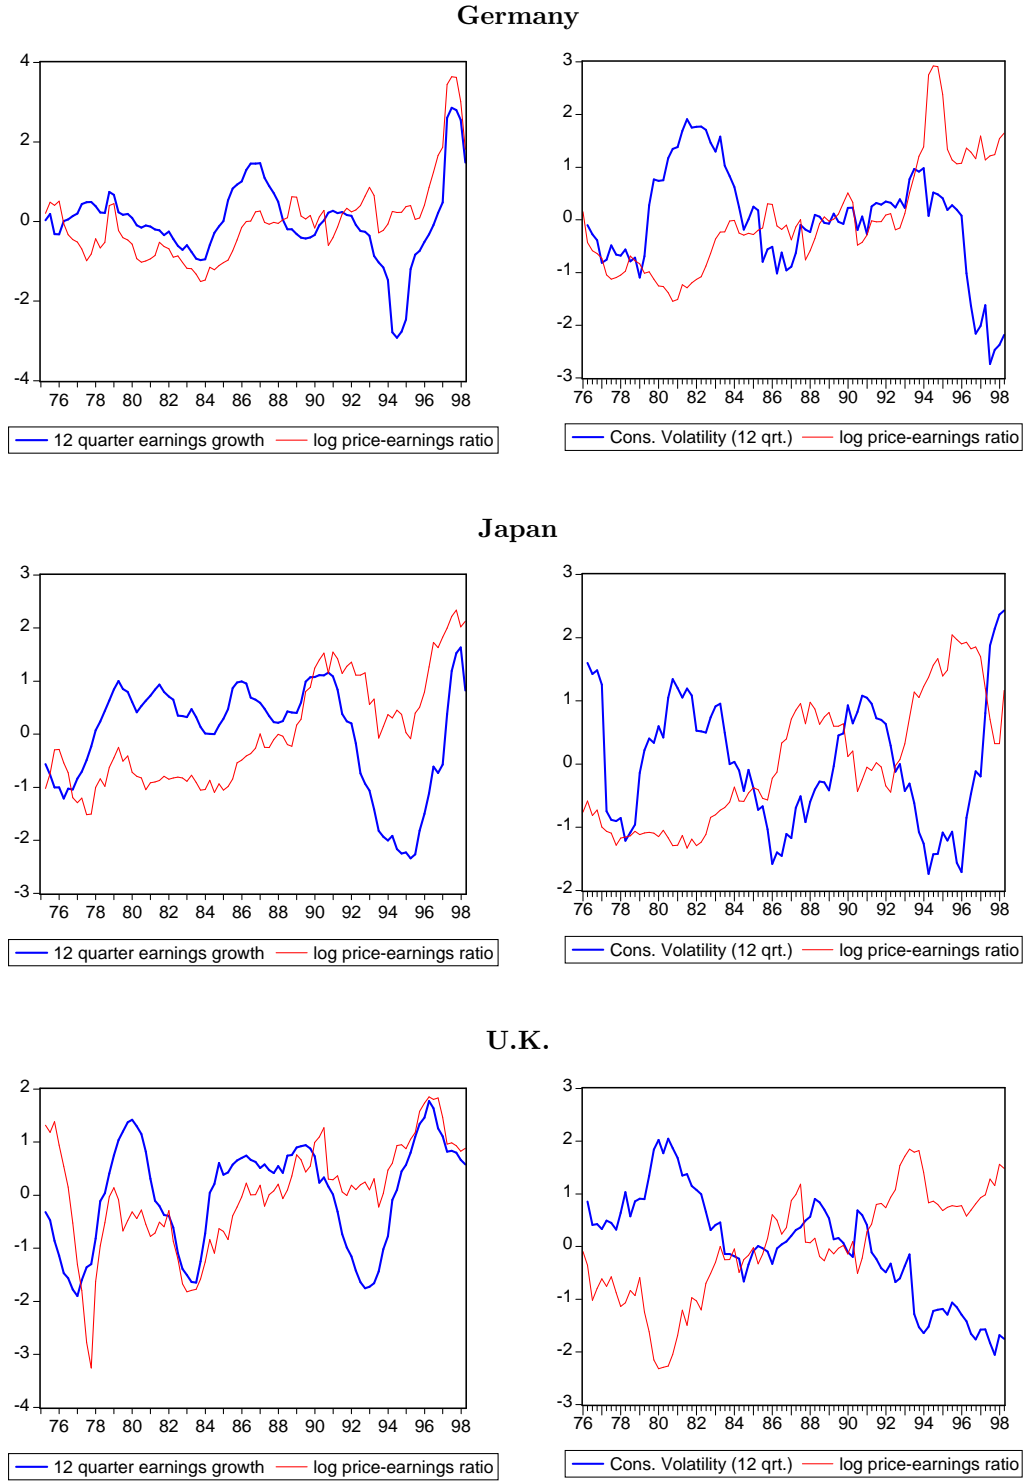 Germany
4
2
0
-2
-4
76 78 80 82 84 86 88 90 92 94 96 98
12 quarter earnings growth log price-earnings ratio
3
2
1
0
-1
-2
-3
76 78 80 82 84 86 88 90 92 94 96 98
Cons. Volatility (12 qrt.) log price-earnings ratio
Japan
3
2
1
0
-1
-2
-3
76 78 80 82 84 86 88 90 92 94 96 98
12 quarter earnings growth log price-earnings ratio
3
2
1
0
-1
-2
76 78 80 82 84 86 88 90 92 94 96 98
Cons. Volatility (12 qrt.) log price-earnings ratio
U.K.
2
1
0
-1
-2
-3
-4
76 78 80 82 84 86 88 90 92 94 96 98
12 quarter earnings growth log price-earnings ratio
3
2
1
0
-1
-2
-3
76 78 80 82 84 86 88 90 92 94 96 98
Cons. Volatility (12 qrt.) log price-earnings ratio